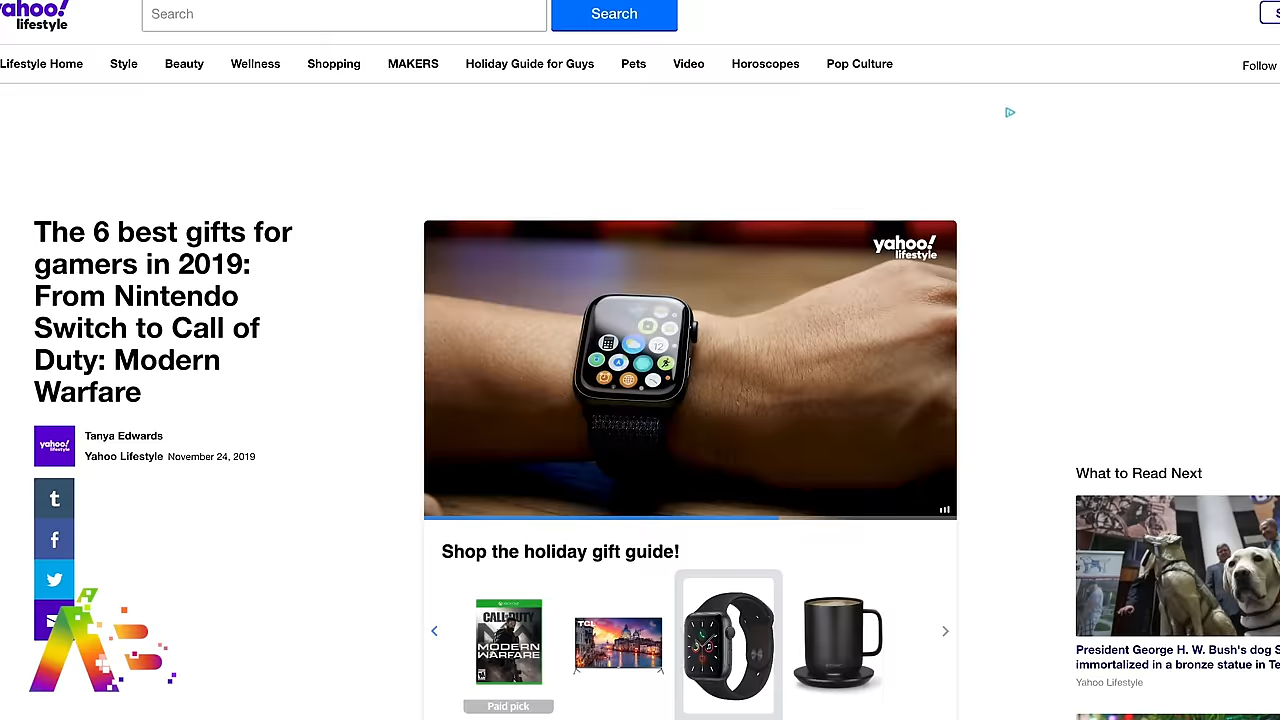 yahoo!
lifestyle
Search
Search
Lifestyle Home
Style
Beauty
Wellness
Shopping
MAKERS
Holiday Guide for Guys
Pets
Video
Horoscopes
Pop Culture
Follow
The 6 best gifts for
gamers in 2019:
From Nintendo
Switch to Call of
Duty: Modern
Warfare
yahoo!
lifestyle
Tanya Edwards
Yahoo Lifestyle November 24, 2019
yahoo!
lifestyle
12
Shop the holiday gift guide!
CALL OF DUTY
MODERN
WARFARE
TCL
Paid pick
What to Read Next
President George H. W. Bush's dog S
immortalized in a bronze statue in Te
Yahoo Lifestyle